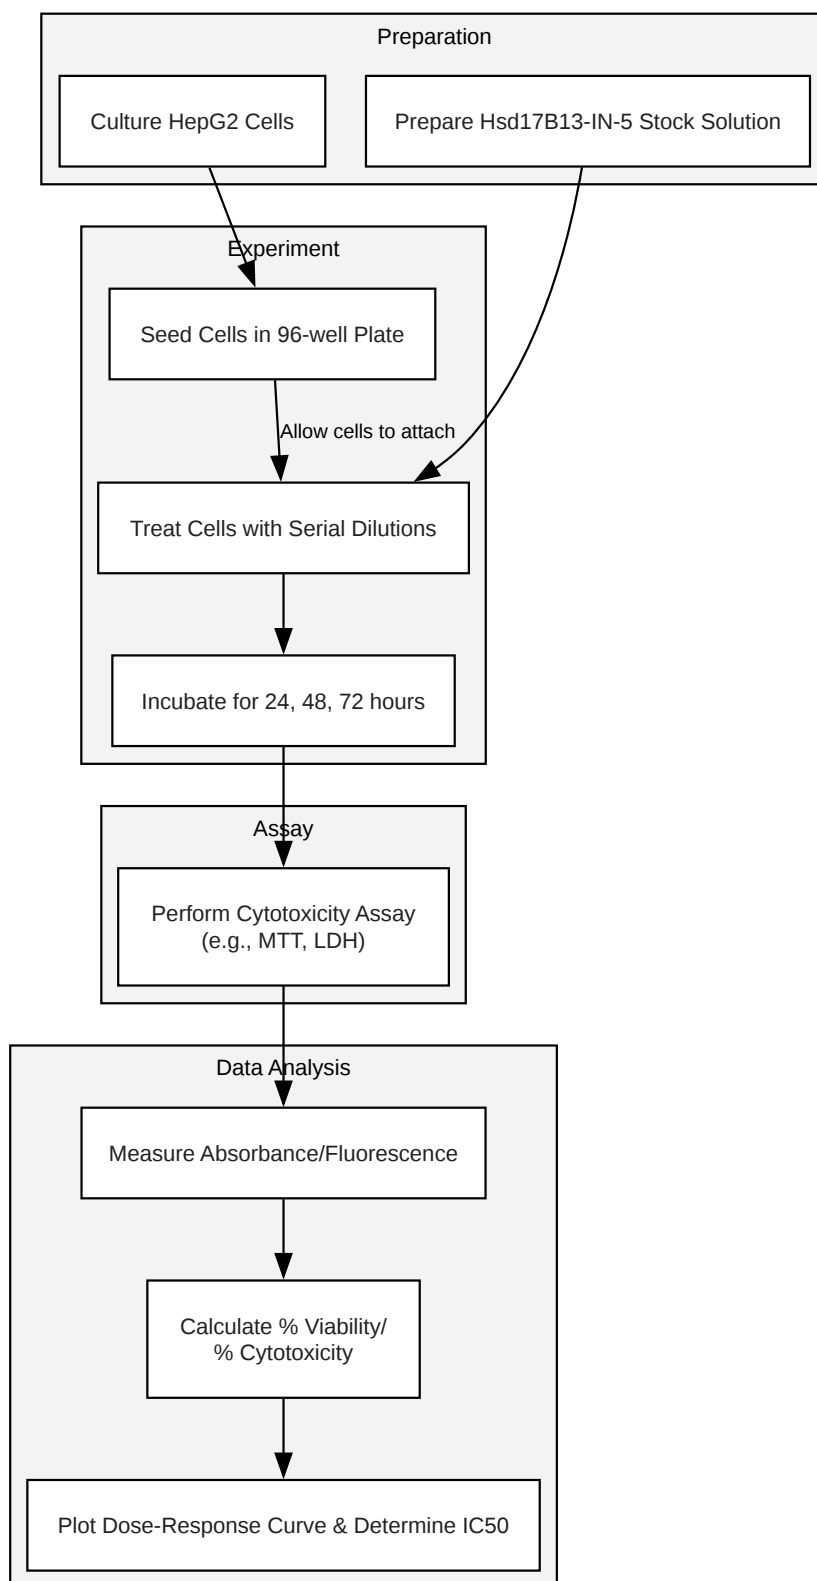 Preparation
Culture HepG2 Cells
Prepare Hsd17B13-IN-5 Stock Solution
Experiment
Seed Cells in 96-well Plate
Allow cells to attach
Treat Cells with Serial Dilutions
Incubate for 24, 48, 72 hours
Assay
Perform Cytotoxicity Assay
(e.g., MTT, LDH)
Data Analysis
Measure Absorbance/Fluorescence
Calculate % Viability/
% Cytotoxicity
Plot Dose-Response Curve & Determine IC50